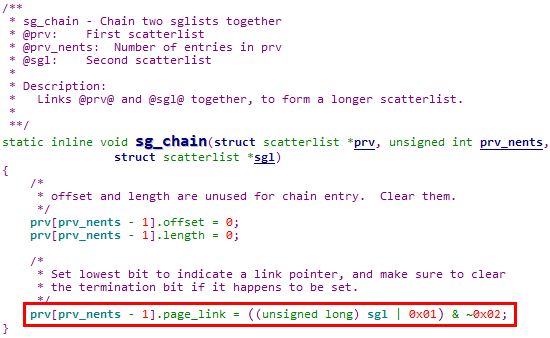 /**
 * sg_chain - Chain two sglists together
 * @prv:    First scatterlist
 * @prv_nents:  Number of entries in prv
 * @sgl:    Second scatterlist
 *
 * Description:
 *   Links @prv@ and @sgl@ together, to form a longer scatterlist.
 *
 **/
static inline void sg_chain(struct scatterlist *prv, unsigned int prv_nents,
                struct scatterlist *sgl)
{
    /*
     * offset and length are unused for chain entry.  Clear them.
     */
    prv[prv_nents - 1].offset = 0;
    prv[prv_nents - 1].length = 0;

    /*
     * Set lowest bit to indicate a link pointer, and make sure to clear
     * the termination bit if it happens to be set.
     */
    prv[prv_nents - 1].page_link = ((unsigned long) sgl | 0x01) & ~0x02;
}